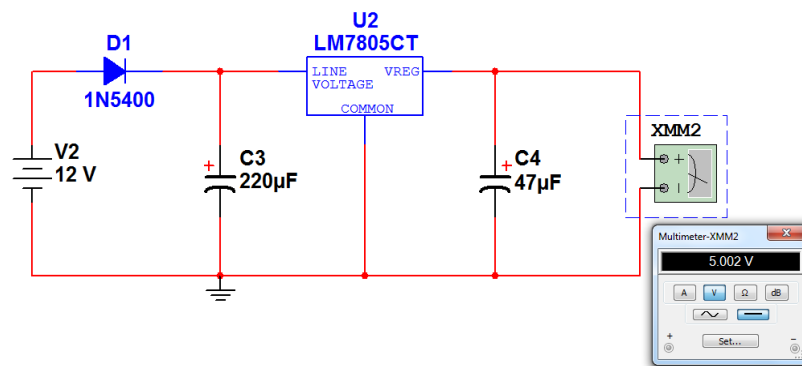 U2
D1
LM7805CT
LINE VREG
VOLTAGE
1N5400
COMMON
XMM2
V2
12 V
C3
220µF
C4
47µF
+
+
+
−
Multimeter-XMM2
x
5.002 V
A V Ω dB
+ Set... −